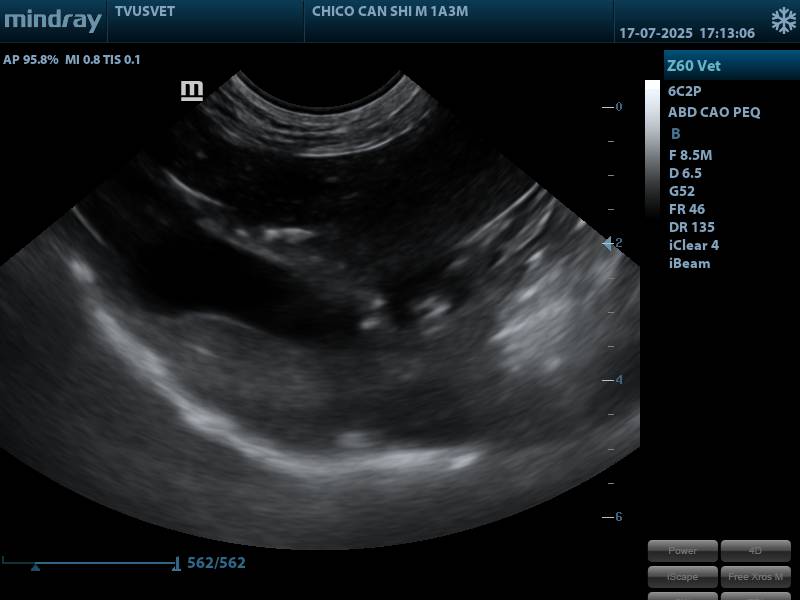 mindray
TVUSVET
CHICO CAN SHI M 1A3M
17-07-2025 17:13:06
AP 95.8% MI 0.8 TIS 0.1
m
Z60 Vet
6C2P
ABD CAO PEQ
B
F 8.5M
D 6.5
G52
FR 46
DR 135
iClear 4
iBeam
0
2
4
6
562/562
Power
4D
iScape
Free Xros M